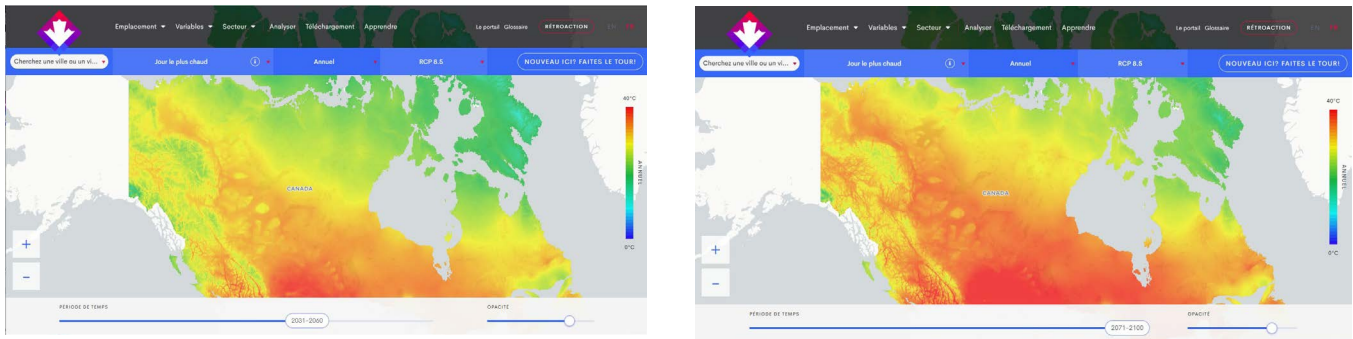 Emplacement Variables Secteur Analyser Téléchargement Apprendre Le portail Glossaire RÉTROACTION EN FR
Cherchez une ville ou un vi... Jour le plus chaud i Annuel RCP 8.5 NOUVEAU ICI? FAITES LE TOUR!
40°C
ANNUEL
CANADA
+
0°C
−
PÉRIODE DE TEMPS OPACITÉ
2031-2060
Emplacement Variables Secteur Analyser Téléchargement Apprendre Le portail Glossaire RÉTROACTION EN FR
Cherchez une ville ou un vi... Jour le plus chaud i Annuel RCP 8.5 NOUVEAU ICI? FAITES LE TOUR!
40°C
ANNUEL
CANADA
+
0°C
−
PÉRIODE DE TEMPS OPACITÉ
2071-2100